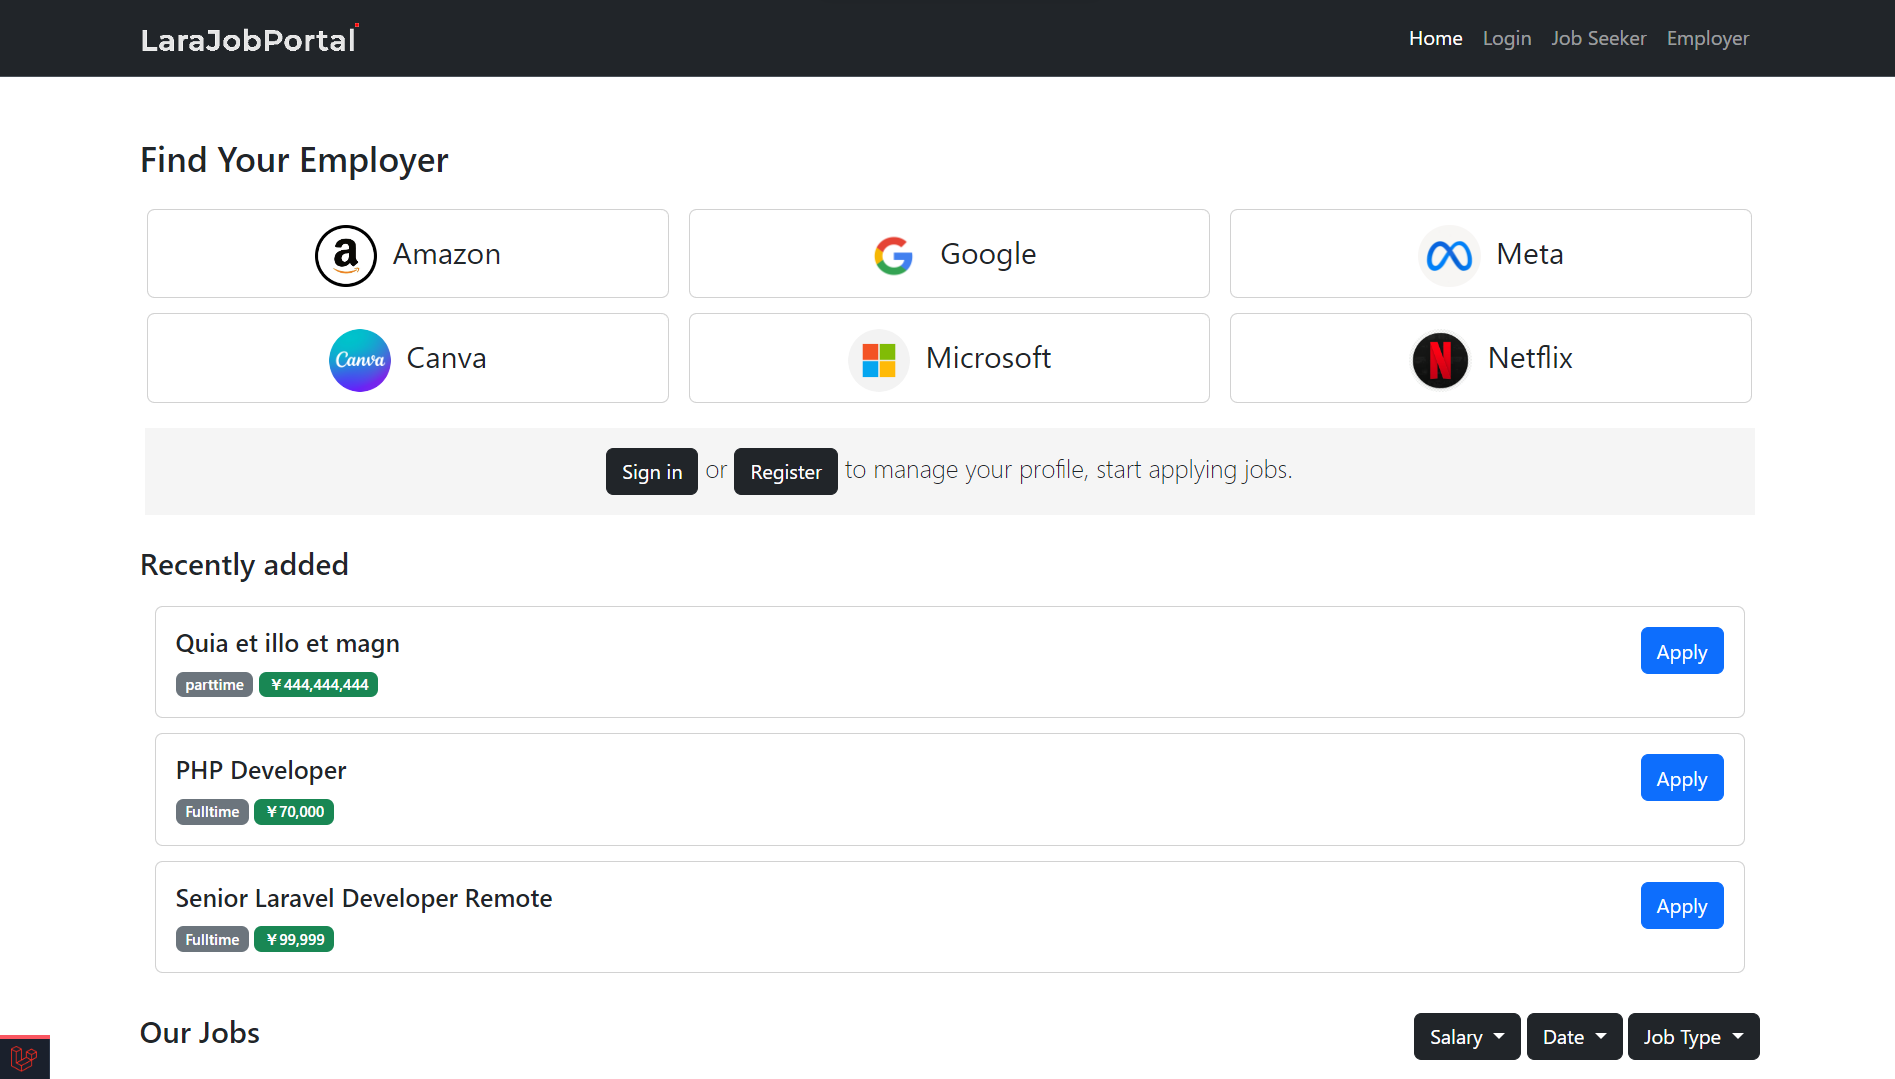 LaraJobPortal
Home Login Job Seeker Employer
Find Your Employer
a Amazon
G Google
Meta
Canva Canva
Microsoft
N Netflix
Sign in or Register to manage your profile, start applying jobs.
Recently added
Quia et illo et magn
Apply
parttime ¥444,444,444
PHP Developer
Apply
Fulltime ¥70,000
Senior Laravel Developer Remote
Apply
Fulltime ¥99,999
Our Jobs
Salary Date Job Type